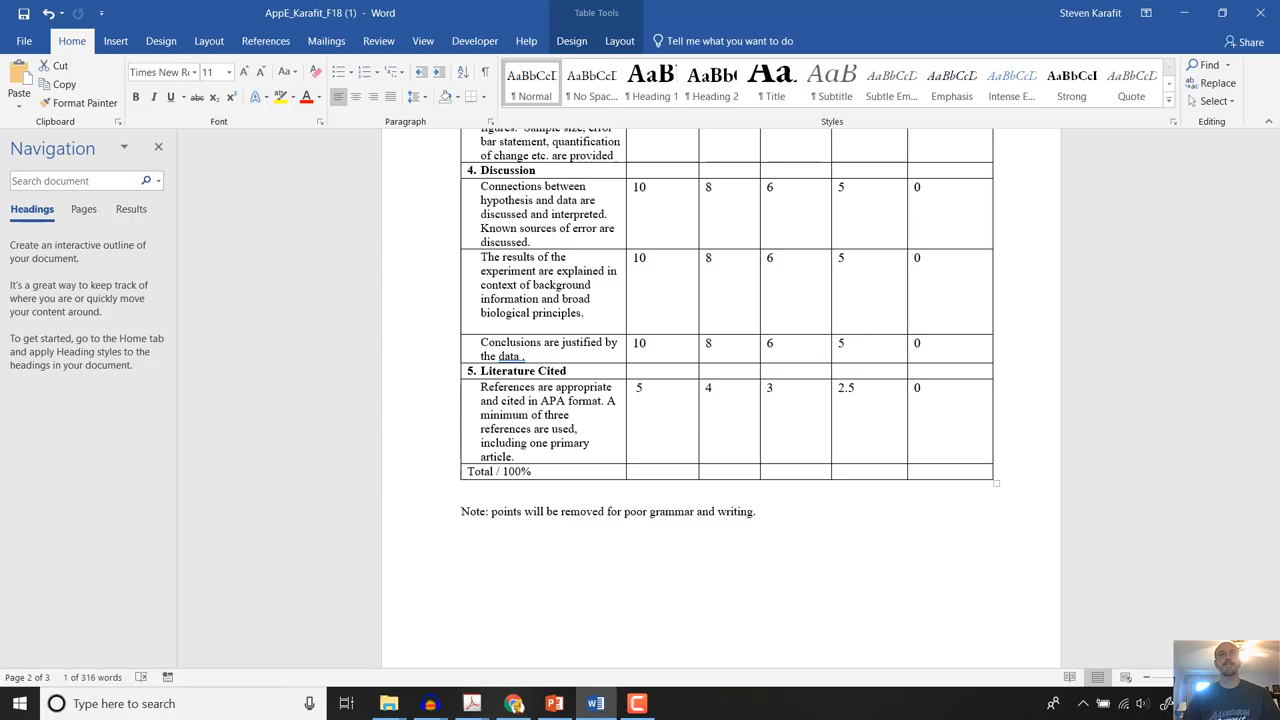 AppE_Karafit_F18 (1) - Word
Table Tools
Steven Karafit
File
Home
Insert
Design
Layout
References
Mailings
Review
View
Developer
Help
Design
Layout
Tell me what you want to do
Share
Paste
Cut
Copy
Format Painter
Clipboard
Times New Ro
11
Font
Paragraph
AaBbCcDd
¶ Normal
¶ No Spac...
¶ Heading 1
¶ Heading 2
¶ Title
¶ Subtitle
Subtle Em...
Emphasis
Intense E...
Strong
Quote
Styles
Find
Replace
Select
Editing
Navigation
Search document
Headings
Pages
Results
Create an interactive outline of
your document.
It's a great way to keep track of
where you are or quickly move
your content around.
To get started, go to the Home tab
and apply Heading styles to the
headings in your document.
figures. Sample size, error
bar statement, quantification
of change etc. are provided
4. Discussion
Connections between
hypothesis and data are
discussed and interpreted.
Known sources of error are
discussed.
10 8 6 5 0
The results of the
experiment are explained in
context of background
information and broad
biological principles.
10 8 6 5 0
Conclusions are justified by
the data .
10 8 6 5 0
5. Literature Cited
References are appropriate
and cited in APA format. A
minimum of three
references are used,
including one primary
article.
5 4 3 2.5 0
Total / 100%
Note: points will be removed for poor grammar and writing.
Page 2 of 3
1 of 316 words
Type here to search